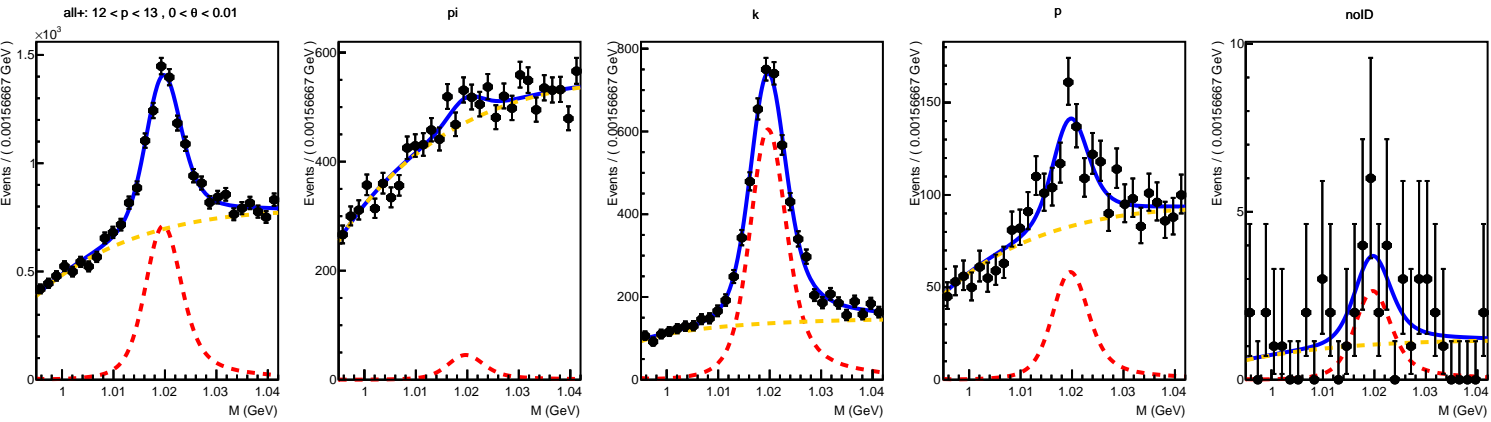 all+: 12 < p < 13 , 0 < θ < 0.01
×10³
Events / ( 0.00156667 GeV )
1.5
1
0.5
0
1 1.01 1.02 1.03 1.04
M (GeV)
pi
Events / ( 0.00156667 GeV )
600
400
200
0
1 1.01 1.02 1.03 1.04
M (GeV)
k
Events / ( 0.00156667 GeV )
800
600
400
200
0
1 1.01 1.02 1.03 1.04
M (GeV)
p
Events / ( 0.00156667 GeV )
150
100
50
0
1 1.01 1.02 1.03 1.04
M (GeV)
noID
Events / ( 0.00156667 GeV )
10
5
0
1 1.01 1.02 1.03 1.04
M (GeV)